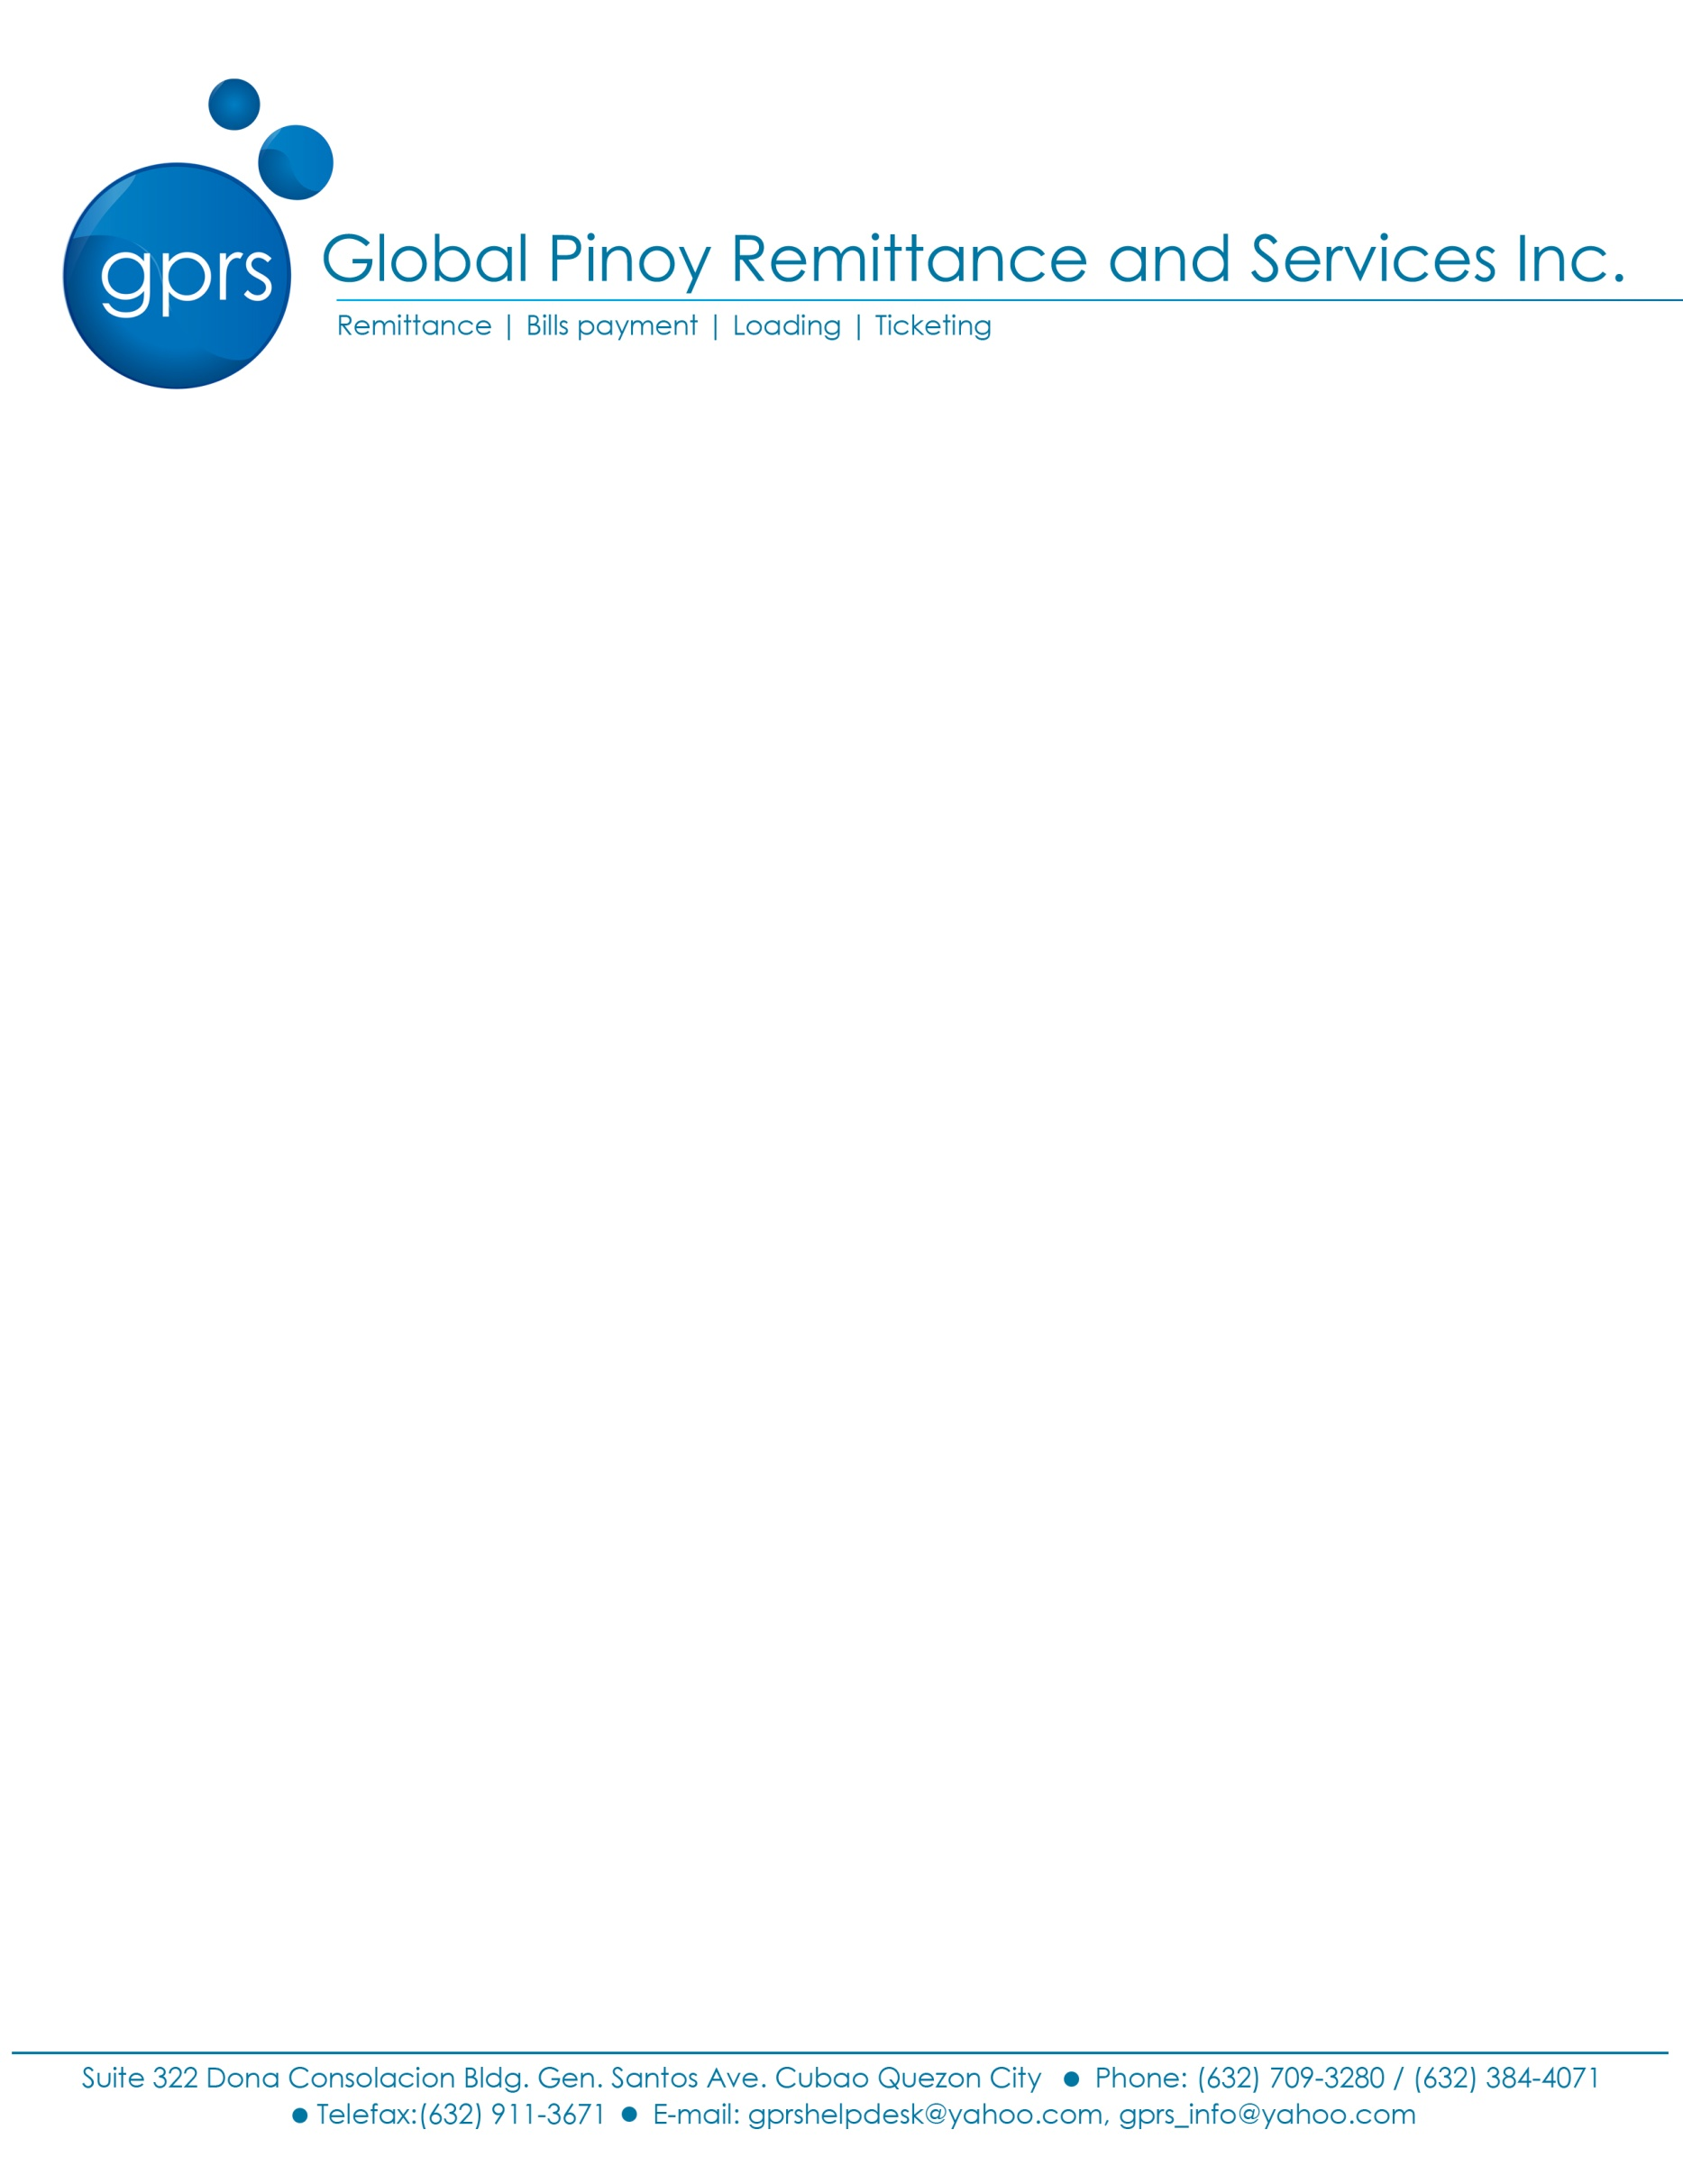 gprs
Global Pinoy Remittance and Services Inc.
Remittance | Bills payment | Loading | Ticketing
Suite 322 Dona Consolacion Bldg. Gen. Santos Ave. Cubao Quezon City ● Phone: (632) 709-3280 / (632) 384-4071
● Telefax:(632) 911-3671 ● E-mail: gprshelpdesk@yahoo.com, gprs_info@yahoo.com